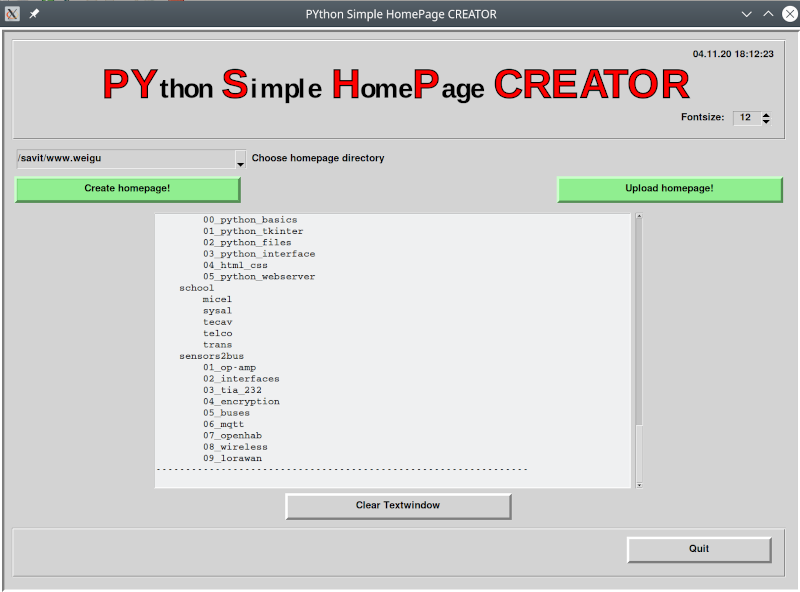 PYthon Simple HomePage CREATOR
04.11.20 18:12:23
PYthon Simple HomePage CREATOR
Fontsize: 12
/savit/www.weigu Choose homepage directory
Create homepage! Upload homepage!
00_python_basics
01_python_tkinter
02_python_files
03_python_interface
04_html_css
05_python_webserver
school
micel
sysal
tecav
telco
trans
sensors2bus
01_op-amp
02_interfaces
03_tia_232
04_encryption
05_buses
06_mqtt
07_openhab
08_wireless
09_lorawan
----------------------------------------------------------------
Clear Textwindow
Quit